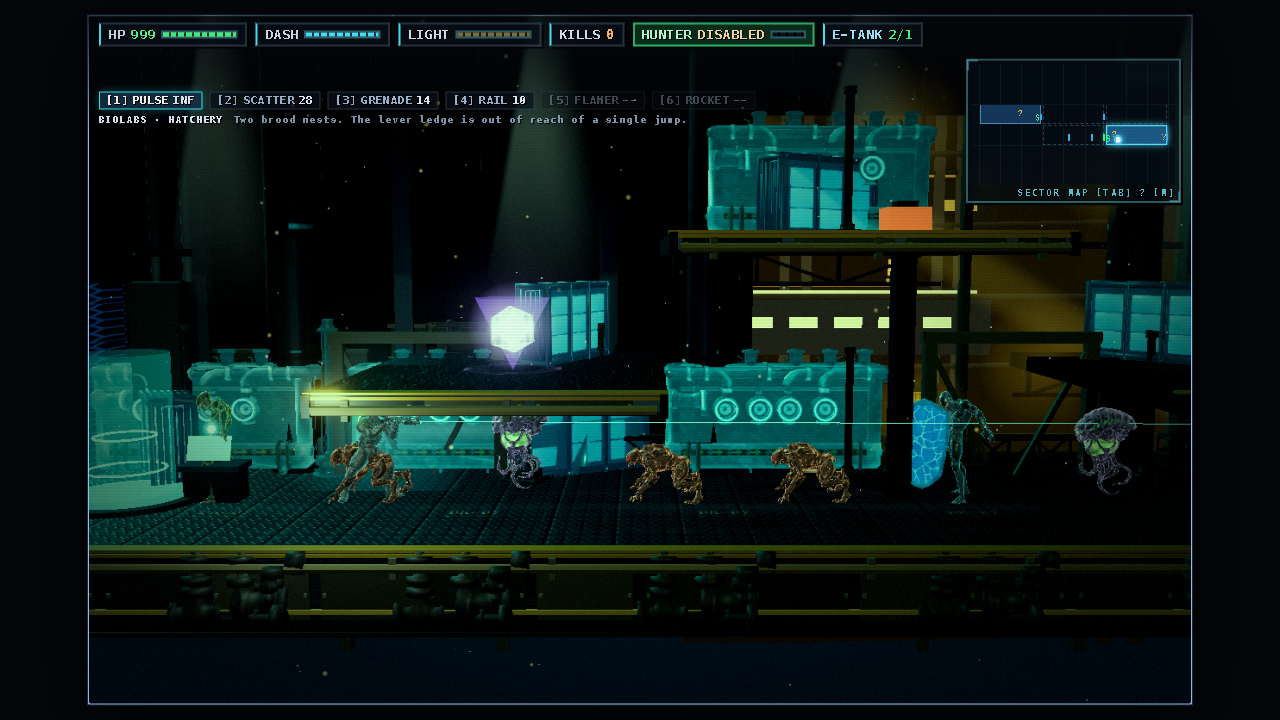 HP 999 DASH LIGHT KILLS 0 HUNTER DISABLED E-TANK 2/1
[1] PULSE INF [2] SCATTER 28 [3] GRENADE 14 [4] RAIL 10 [5] FLAMER -- [6] ROCKET --
BIOLABS · HATCHERY Two brood nests. The lever ledge is out of reach of a single jump.
SECTOR MAP [TAB] ? [M]